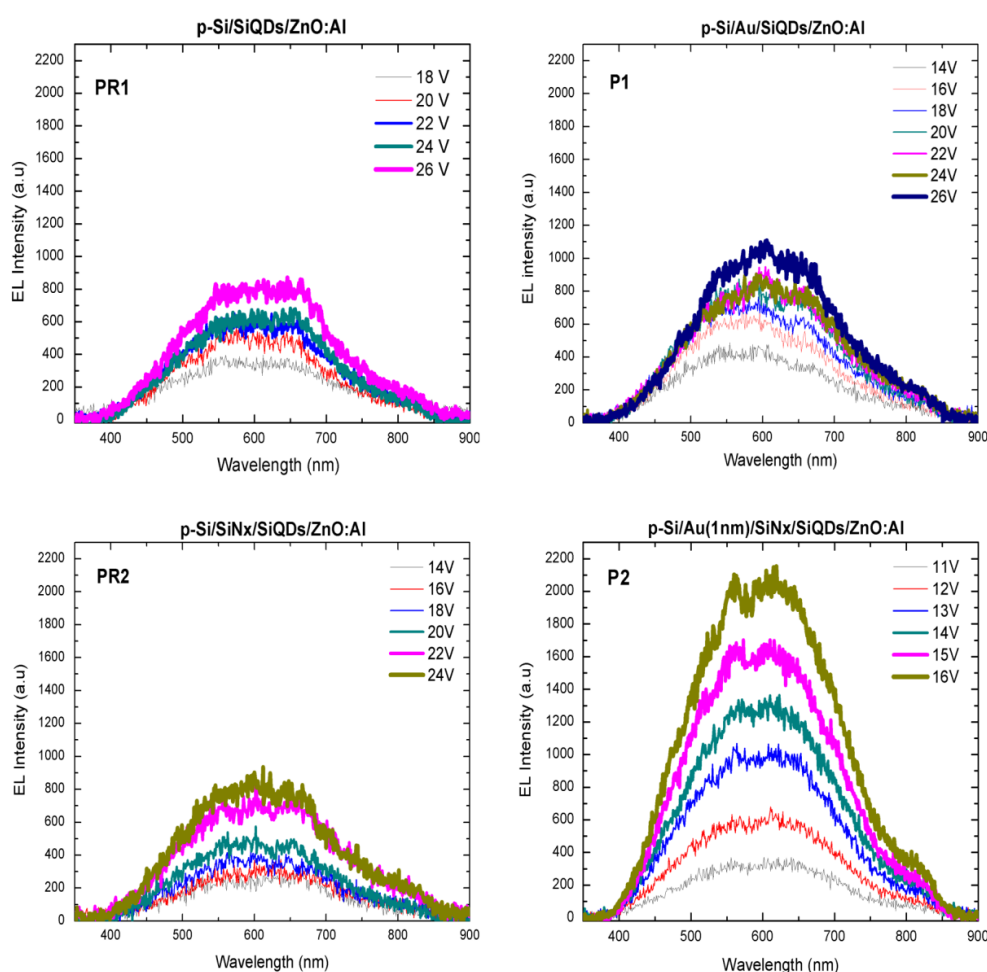 p-Si/SiQDs/ZnO:Al
PR1
18 V
20 V
22 V
24 V
26 V
EL Intensity (a.u)
2200
2000
1800
1600
1400
1200
1000
800
600
400
200
0
400 500 600 700 800 900
Wavelength (nm)
p-Si/Au/SiQDs/ZnO:Al
P1
14V
16V
18V
20V
22V
24V
26V
EL intensity (a.u)
2200
2000
1800
1600
1400
1200
1000
800
600
400
200
0
400 500 600 700 800 900
Wavelength (nm)
p-Si/SiNx/SiQDs/ZnO:Al
PR2
14V
16V
18V
20V
22V
24V
EL Intensity (a.u)
2200
2000
1800
1600
1400
1200
1000
800
600
400
200
0
400 500 600 700 800 900
Wavelength (nm)
p-Si/Au(1nm)/SiNx/SiQDs/ZnO:Al
P2
11V
12V
13V
14V
15V
16V
EL Intensity (a.u)
2200
2000
1800
1600
1400
1200
1000
800
600
400
200
0
400 500 600 700 800 900
Wavelength (nm)